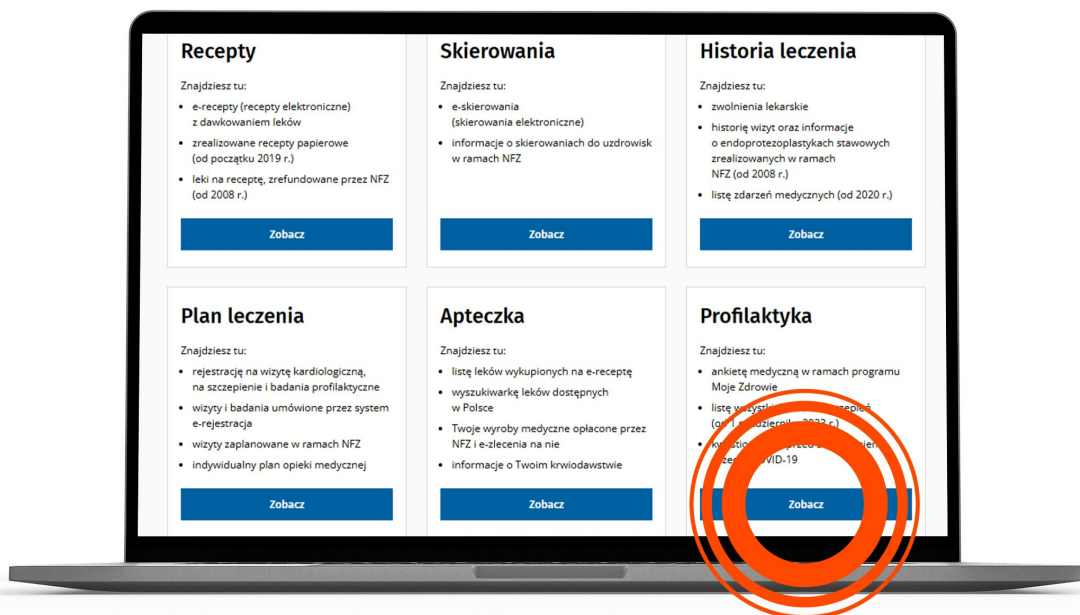 Recepty
Znajdziesz tu:
e-recepty (recepty elektroniczne)
z dawkowaniem leków
zrealizowane recepty papierowe
(od początku 2019 r.)
leki na receptę, zrefundowane przez NFZ
(od 2008 r.)
Zobacz
Skierowania
Znajdziesz tu:
e-skierowania
(skierowania elektroniczne)
informacje o skierowaniach do uzdrowisk
w ramach NFZ
Zobacz
Historia leczenia
Znajdziesz tu:
zwolnienia lekarskie
historię wizyt oraz informacje
o endoprotezoplastykach stawowych
zrealizowanych w ramach
NFZ (od 2008 r.)
listę zdarzeń medycznych (od 2020 r.)
Zobacz
Plan leczenia
Znajdziesz tu:
rejestrację na wizytę kardiologiczną,
na szczepienie i badania profilaktyczne
wizyty i badania umówione przez system
e-rejestracja
wizyty zaplanowane w ramach NFZ
indywidualny plan opieki medycznej
Zobacz
Apteczka
Znajdziesz tu:
listę leków wykupionych na e-receptę
wyszukiwarkę leków dostępnych
w Polsce
Twoje wyroby medyczne opłacone przez
NFZ i e-zlecenia na nie
informacje o Twoim krwiodawstwie
Zobacz
Profilaktyka
Znajdziesz tu:
ankietę medyczną w ramach programu
Moje Zdrowie
listę
(od 1 2023 r.)
Zobacz